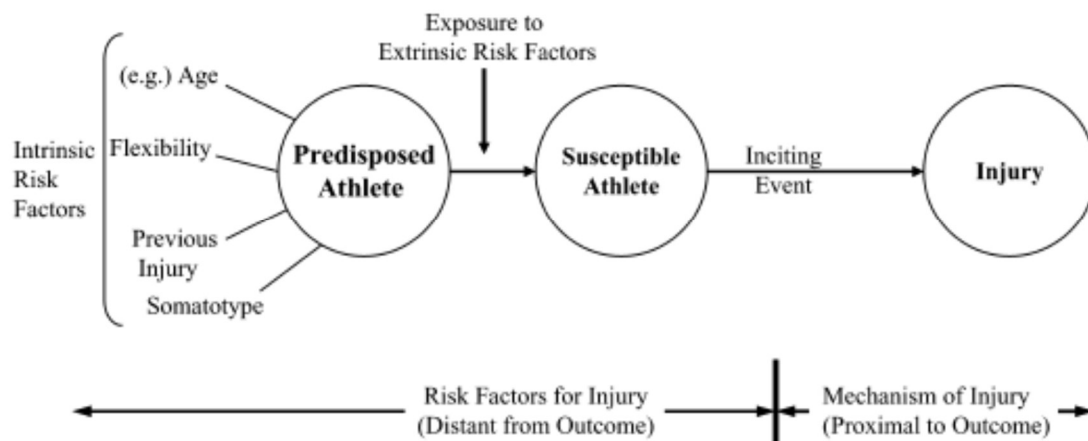 Exposure to
Extrinsic Risk Factors
(e.g.) Age
Intrinsic
Risk
Factors
Flexibility
Previous
Injury
Somatotype
Predisposed
Athlete
Susceptible
Athlete
Inciting
Event
Injury
Risk Factors for Injury
(Distant from Outcome)
Mechanism of Injury
(Proximal to Outcome)